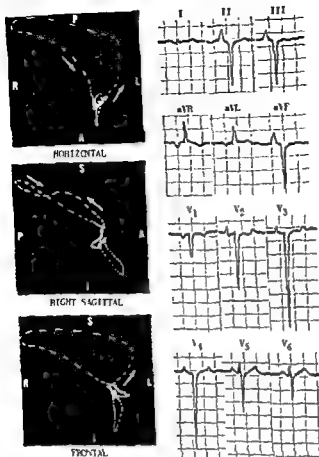 I II III
P
R L
A
HORIZONTAL
aVR aVL aVF
S
P A
I
RIGHT SAGITTAL
V1 V2 V3
S
R L
I
FRONTAL
V4 V5 V6